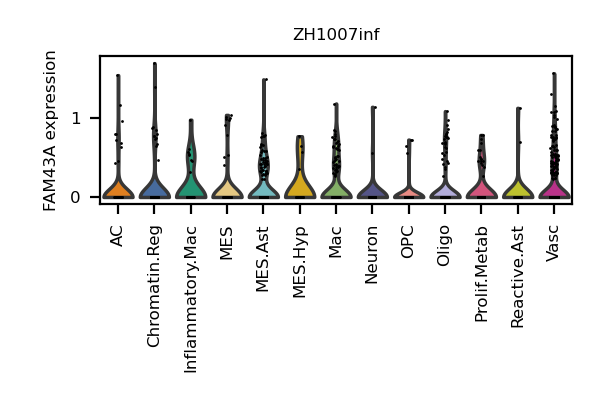 ZH1007inf
FAM43A expression
1
0
AC
Chromatin.Reg
Inflammatory.Mac
MES
MES.Ast
MES.Hyp
Mac
Neuron
OPC
Oligo
Prolif.Metab
Reactive.Ast
Vasc